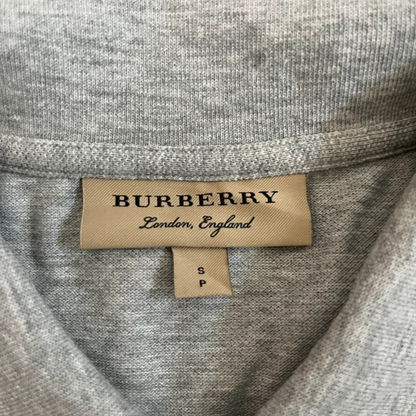 BURBERRY
London, England
S
P